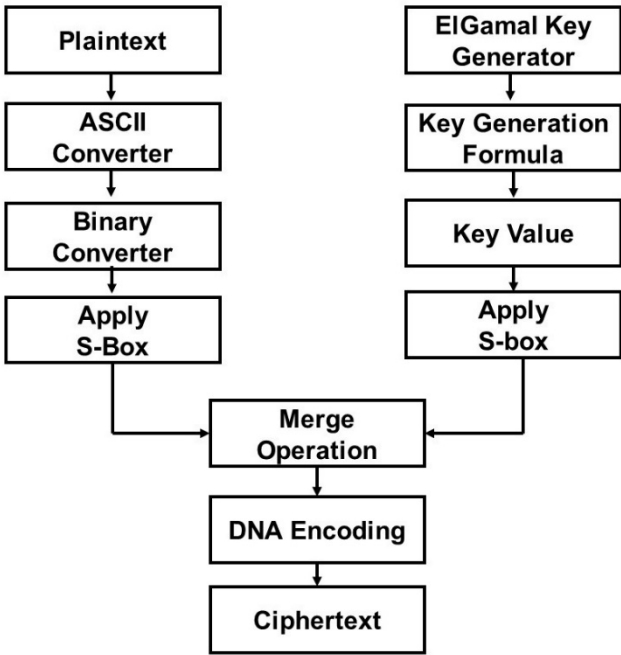 Plaintext
ASCII
Converter
Binary
Converter
Apply
S-Box
ElGamal Key
Generator
Key Generation
Formula
Key Value
Apply
S-box
Merge
Operation
DNA Encoding
Ciphertext